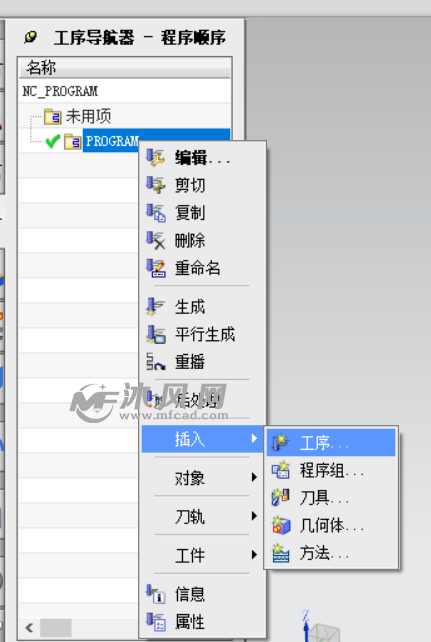 工序导航器 - 程序顺序
名称
NC_PROGRAM
未用项
PROGRAM
编辑...
剪切
复制
删除
重命名
生成
平行生成
重播
后处理
沐风网
www.mfcad.com
插入
工序...
程序组...
刀具...
几何体...
方法...
对象
刀轨
工件
信息
属性
Z